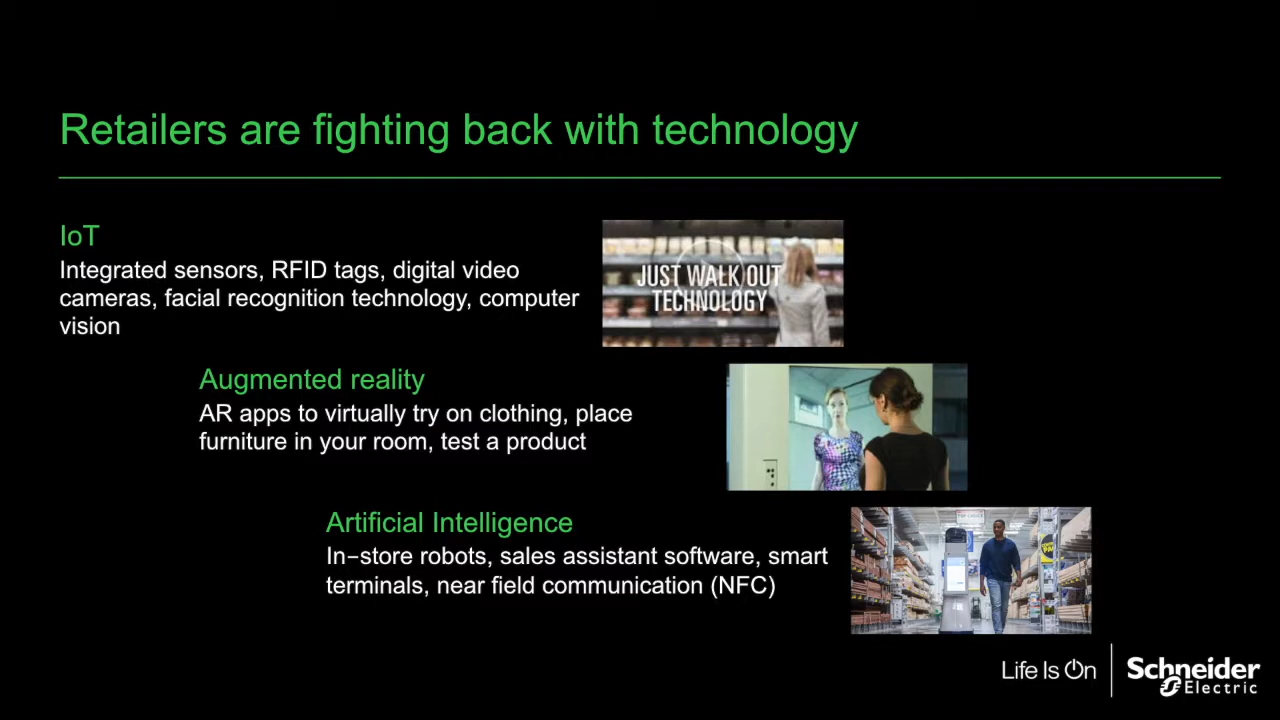 Retailers are fighting back with technology
IoT
Integrated sensors, RFID tags, digital video
cameras, facial recognition technology, computer
vision
JUST WALK OUT
TECHNOLOGY
Augmented reality
AR apps to virtually try on clothing, place
furniture in your room, test a product
Artificial Intelligence
In–store robots, sales assistant software, smart
terminals, near field communication (NFC)
Life Is On
Schneider
Electric